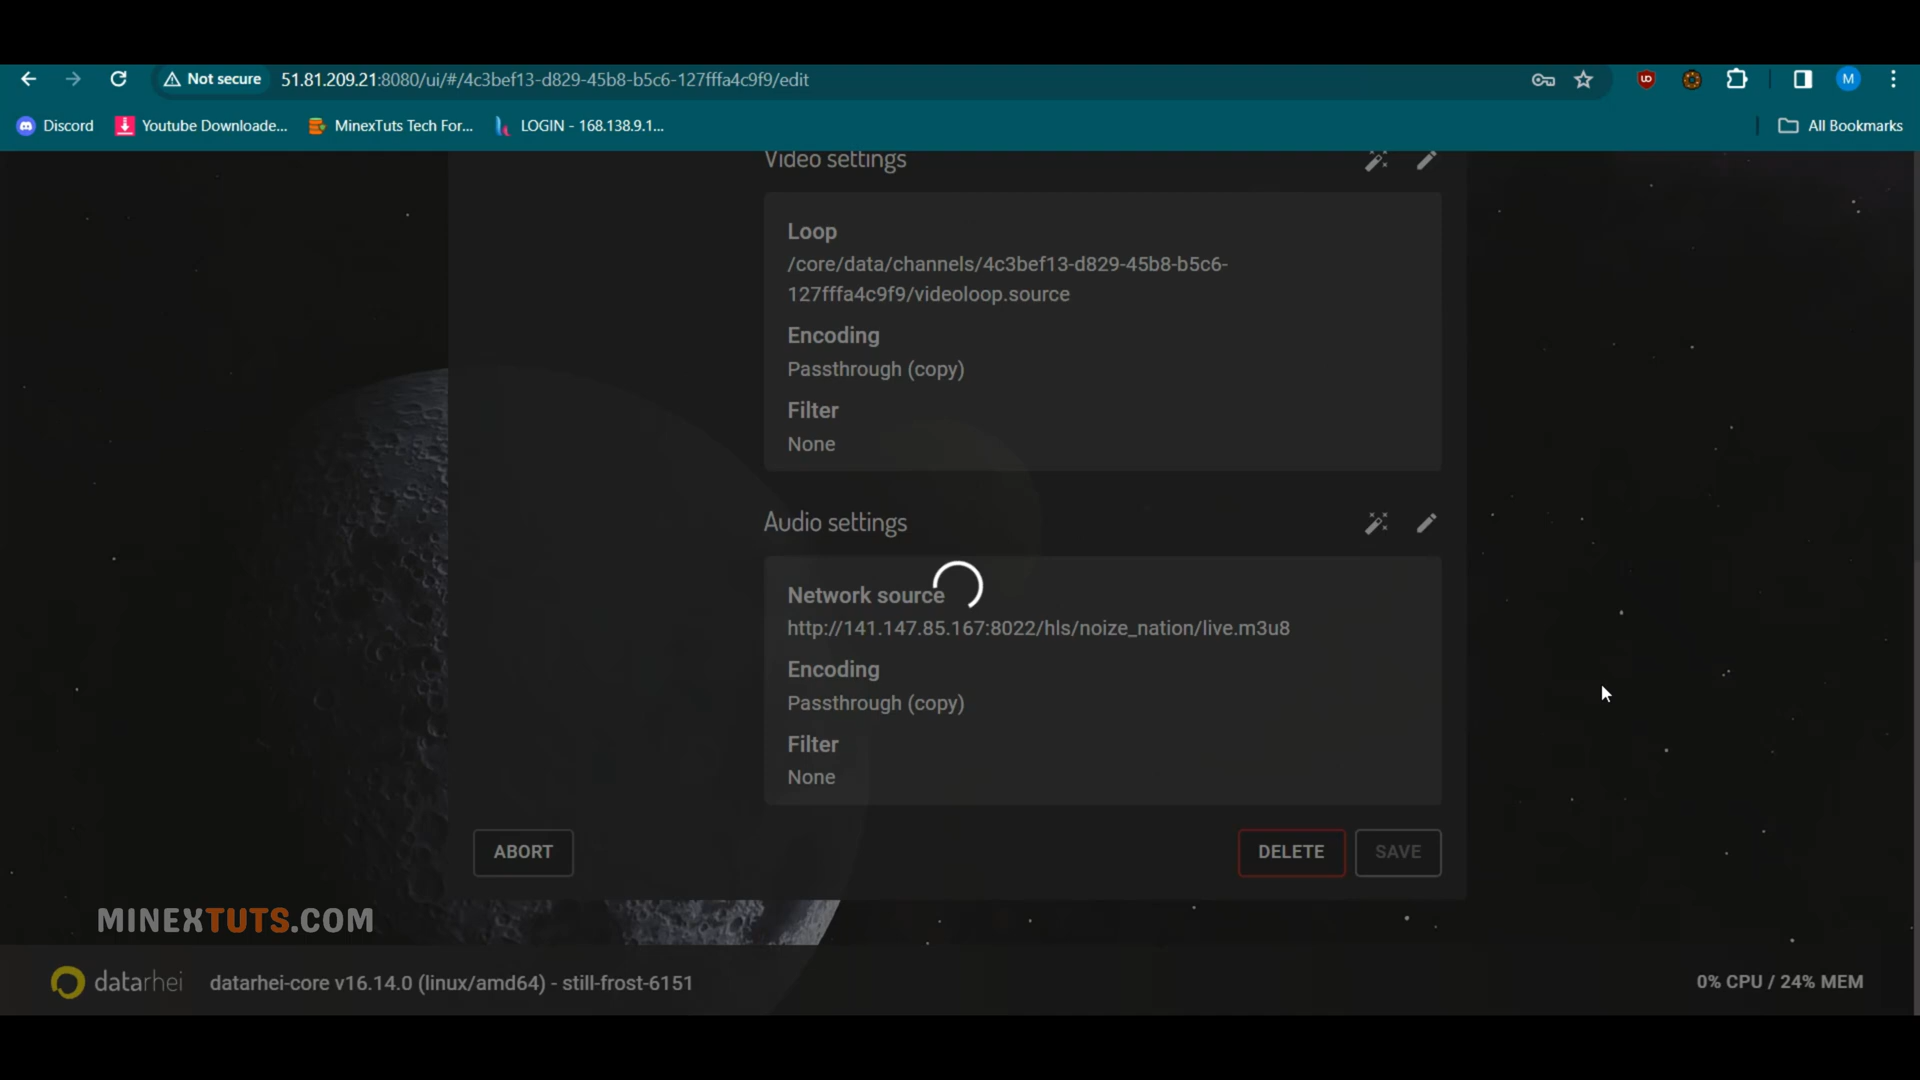 Not secure
51.81.209.21:8080/ui/#/4c3bef13-d829-45b8-b5c6-127fffa4c9f9/edit
UD
M
Discord
Youtube Downloade...
MinexTuts Tech For...
LOGIN - 168.138.9.1...
All Bookmarks
Video settings
Loop
/core/data/channels/4c3bef13-d829-45b8-b5c6-
127fffa4c9f9/videoloop.source
Encoding
Passthrough (copy)
Filter
None
Audio settings
Network source
http://141.147.85.167:8022/hls/noize_nation/live.m3u8
Encoding
Passthrough (copy)
Filter
None
ABORT
DELETE
SAVE
MINEXTUTS.COM
datarhei
datarhei-core v16.14.0 (linux/amd64) - still-frost-6151
0% CPU / 24% MEM